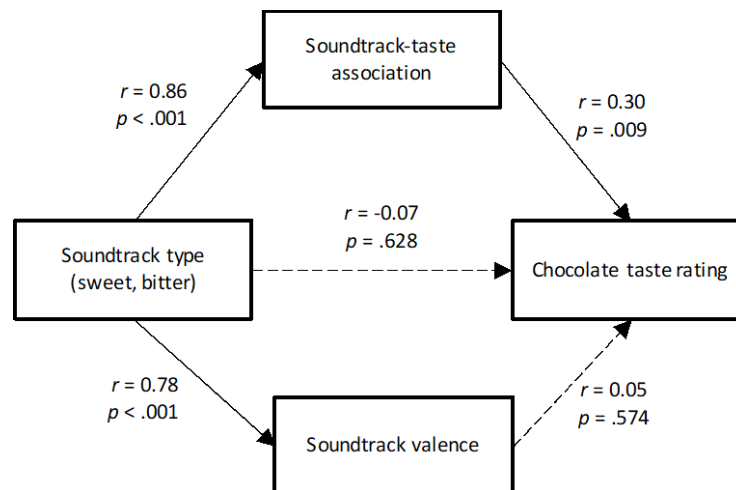 Soundtrack-taste
association
r = 0.86
p < .001
r = 0.30
p = .009
r = -0.07
p = .628
Soundtrack type
(sweet, bitter)
Chocolate taste rating
r = 0.78
p < .001
r = 0.05
p = .574
Soundtrack valence